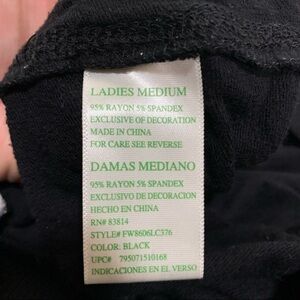 LADIES MEDIUM
95% RAYON 5% SPANDEX
EXCLUSIVE OF DECORATION
MADE IN CHINA
FOR CARE SEE REVERSE
DAMAS MEDIANO
95% RAYON 5% SPANDEX
EXCLUSIVO DE DECORACION
HECHO EN CHINA
RN# 83814
STYLE# FW8606LC376
COLOR: BLACK
UPC# 795071510168
INDICACIONES EN EL VERSO